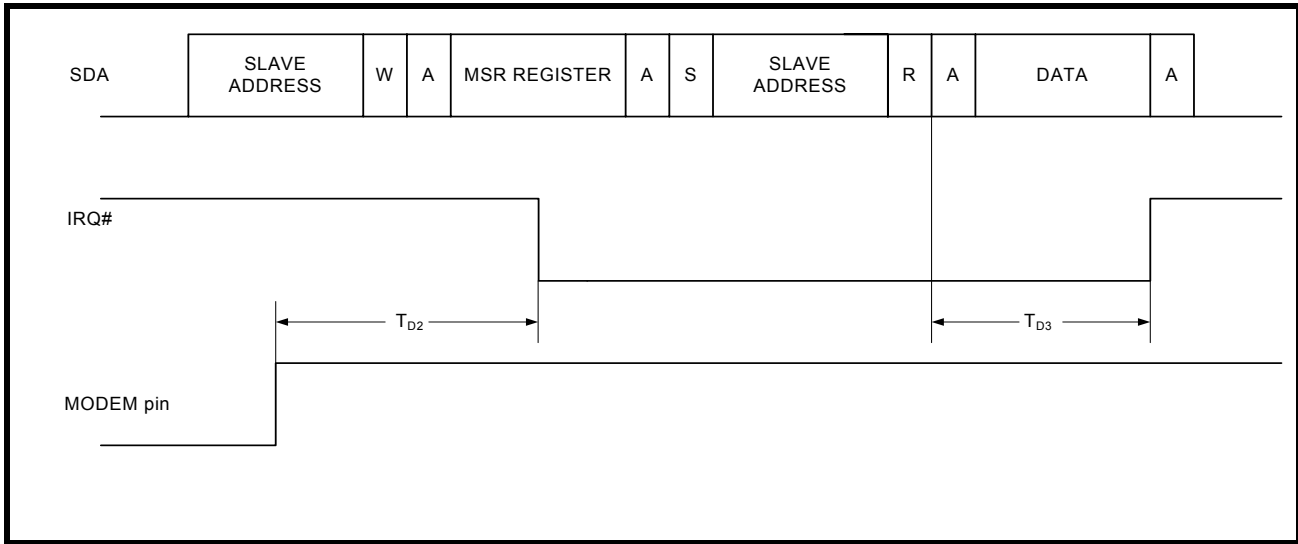 SDA
SLAVE
ADDRESS
W
A
MSR REGISTER
A
S
SLAVE
ADDRESS
R
A
DATA
A
IRQ#
TD2
TD3
MODEM pin